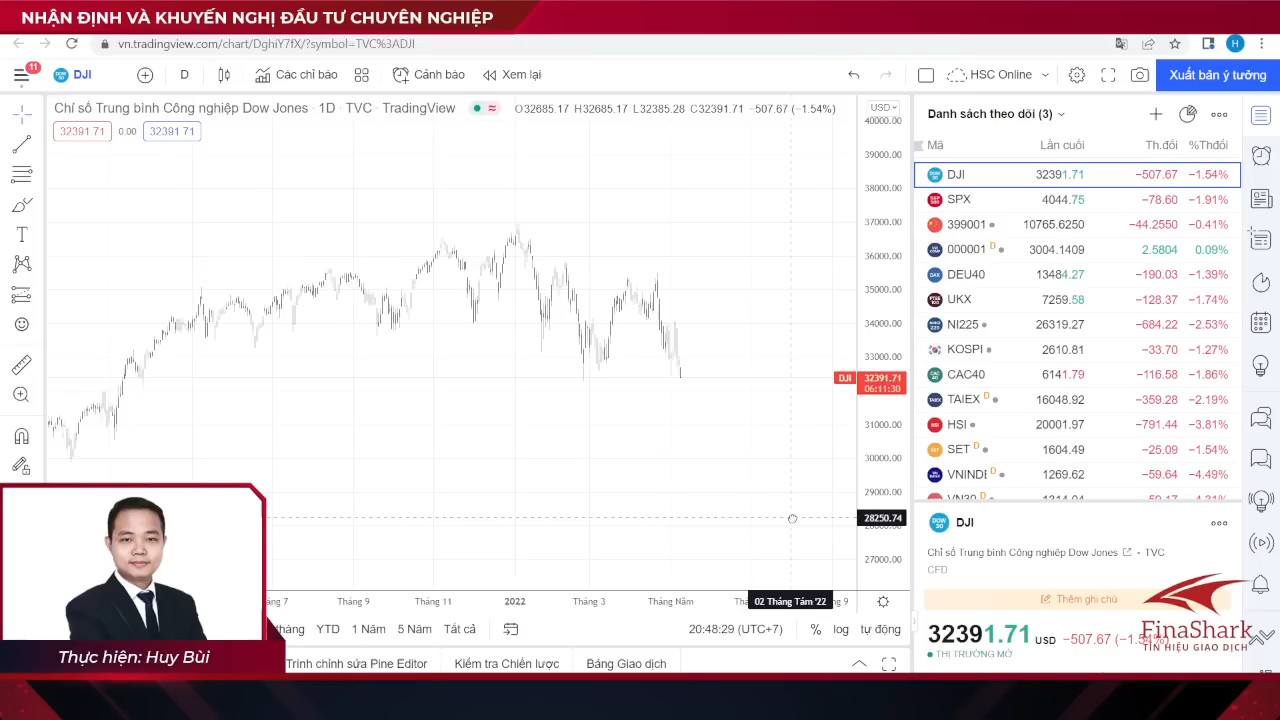 NHẬN ĐỊNH VÀ KHUYẾN NGHỊ ĐẦU TƯ CHUYÊN NGHIỆP
vn.tradingview.com/chart/DghiY7fX/?symbol=TVC%3ADJI
H
11
DJI
D
Các chỉ báo
Cảnh báo
Xem lại
HSC Online
Xuất bản ý tưởng
Chỉ số Trung bình Công nghiệp Dow Jones · 1D · TVC · TradingView
O32685.17 H32685.17 L32385.28 C32391.71 −507.67 (−1.54%)
32391.71 0.00 32391.71
USD
40000.00
39000.00
38000.00
37000.00
36000.00
35000.00
34000.00
33000.00
DJI 32391.71
06:11:30
31000.00
30000.00
29000.00
28250.74
28000.00
27000.00
Tháng 9 Tháng 11 2022 Tháng 3 Tháng Năm 02 Tháng Tám '22
YTD 1 Năm 5 Năm Tất cả
20:48:29 (UTC+7) % log tự động
Trình chỉnh sửa Pine Editor Kiểm tra Chiến lược Bảng Giao dịch
Danh sách theo dõi (3)
Mã Lần cuối Th.đổi %Thđổi
DJI 32391.71 −507.67 −1.54%
SPX 4044.75 −78.60 −1.91%
399001 10765.6250 −44.2550 −0.41%
000001 D 3004.1409 2.5804 0.09%
DEU40 13484.27 −190.03 −1.39%
UKX 7259.58 −128.37 −1.74%
NI225 26319.27 −684.22 −2.53%
KOSPI 2610.81 −33.70 −1.27%
CAC40 6141.79 −116.58 −1.86%
TAIEX D 16048.92 −359.28 −2.19%
HSI 20001.97 −791.44 −3.81%
SET D 1604.49 −25.09 −1.54%
VNINDE D 1269.62 −59.64 −4.49%
VN30 D 1314.04 −59.17 −4.31%
DJI
Chỉ số Trung bình Công nghiệp Dow Jones · TVC
CFD
Thêm ghi chú
32391.71 USD −507.67 (−1.54%)
THỊ TRƯỜNG MỞ
FinaShark
TÍN HIỆU GIAO DỊCH
Thực hiện: Huy Bùi